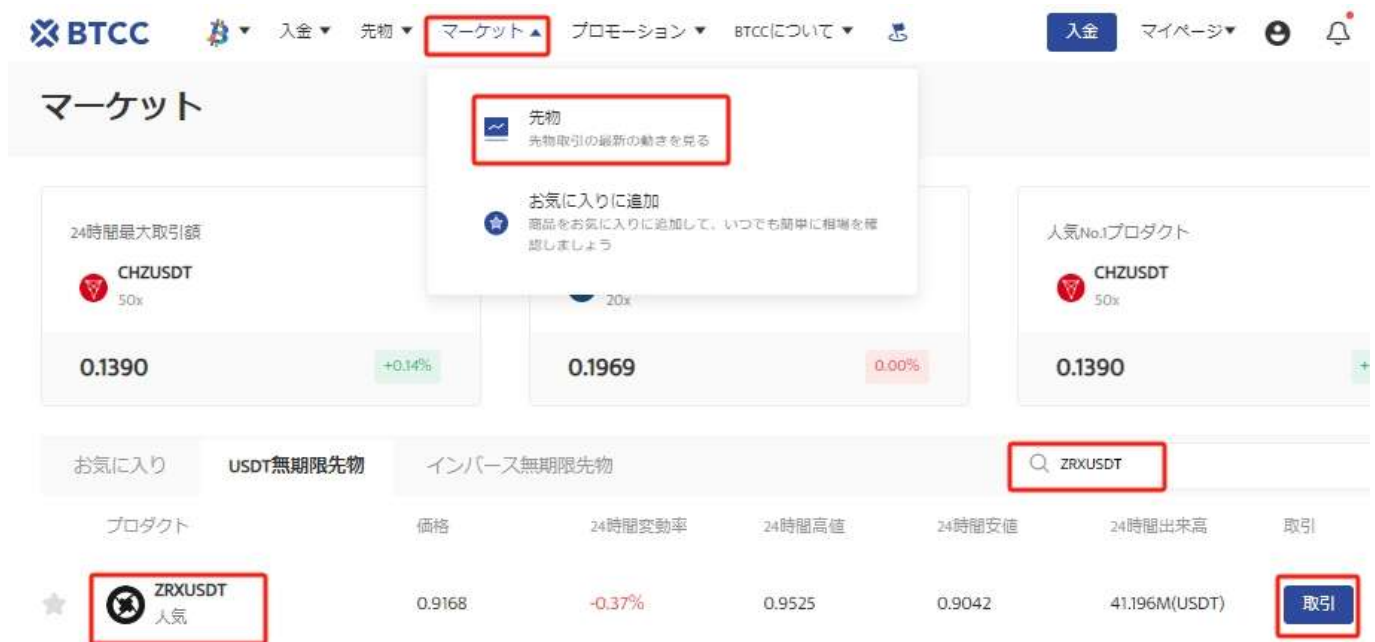 BTCC
入金
先物
マーケット
プロモーション
BTCCについて
入金
マイページ
マーケット
先物
先物取引の最新の動きを見る
お気に入りに追加
商品をお気に入りに追加して、いつでも簡単に相場を確
認しましょう
24時間最大取引額
CHZUSDT
50x
0.1390
+0.14%
20x
0.1969
0.00%
人気No.1プロダクト
CHZUSDT
50x
0.1390
+
お気に入り
USDT無期限先物
インバース無期限先物
ZRXUSDT
プロダクト 価格 24時間変動率 24時間高値 24時間安値 24時間出来高 取引
ZRXUSDT
人気
0.9168 -0.37% 0.9525 0.9042 41.196M(USDT) 取引